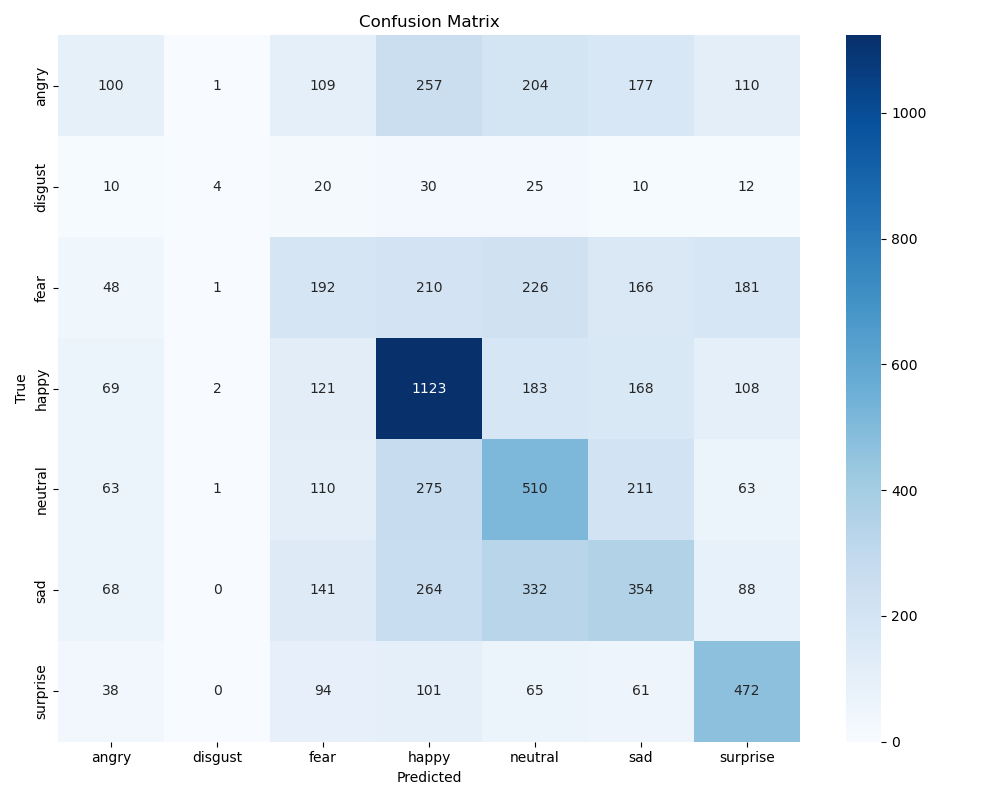 Confusion Matrix
angry 100 1 109 257 204 177 110
disgust 10 4 20 30 25 10 12
fear 48 1 192 210 226 166 181
True
happy 69 2 121 1123 183 168 108
neutral 63 1 110 275 510 211 63
sad 68 0 141 264 332 354 88
surprise 38 0 94 101 65 61 472
angry disgust fear happy neutral sad surprise
Predicted
1000
800
600
400
200
0